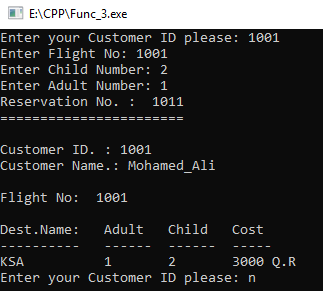 E:\CPP\Func_3.exe
Enter your Customer ID please: 1001
Enter Flight No: 1001
Enter Child Number: 2
Enter Adult Number: 1
Reservation No. :  1011
=======================
Customer ID. : 1001
Customer Name.: Mohamed_Ali
Flight No:  1001
Dest.Name:   Adult   Child   Cost
----------   -----   ------   -----
KSA          1       2       3000 Q.R
Enter your Customer ID please: n